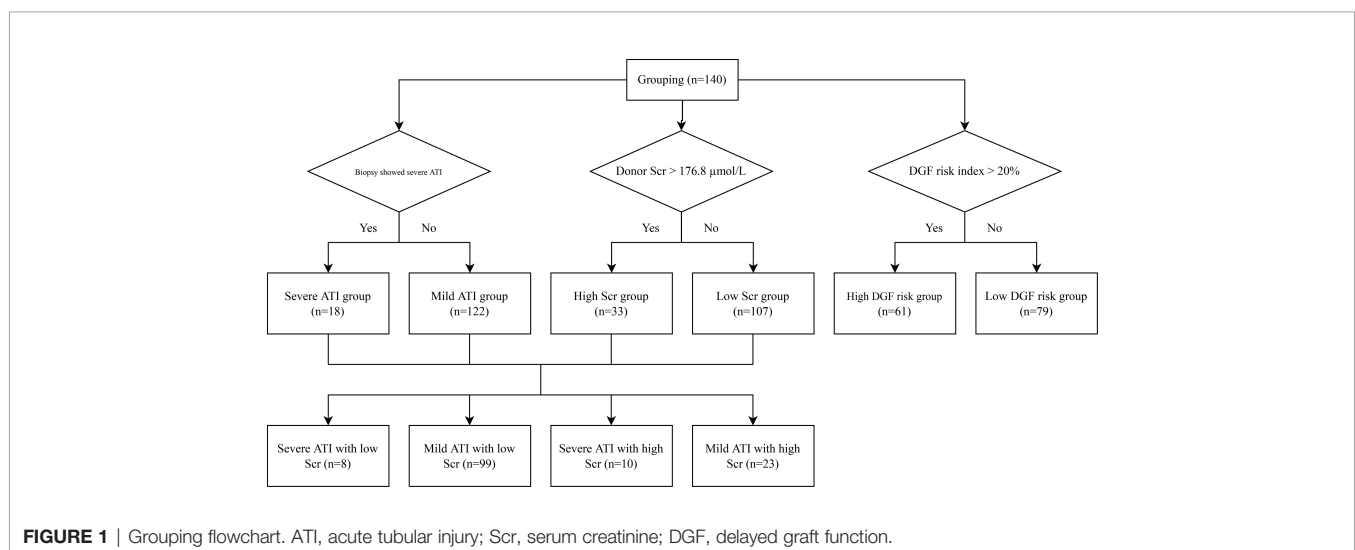 Grouping (n=140)
Biopsy showed severe ATI
Donor Scr > 176.8 µmol/L
DGF risk index > 20%
Yes
No
Yes
No
Yes
No
Severe ATI group
(n=18)
Mild ATI group
(n=122)
High Scr group
(n=33)
Low Scr group
(n=107)
High DGF risk group
(n=61)
Low DGF risk group
(n=79)
Severe ATI with low
Scr (n=8)
Mild ATI with low
Scr (n=99)
Severe ATI with high
Scr (n=10)
Mild ATI with high
Scr (n=23)
FIGURE 1 | Grouping flowchart. ATI, acute tubular injury; Scr, serum creatinine; DGF, delayed graft function.